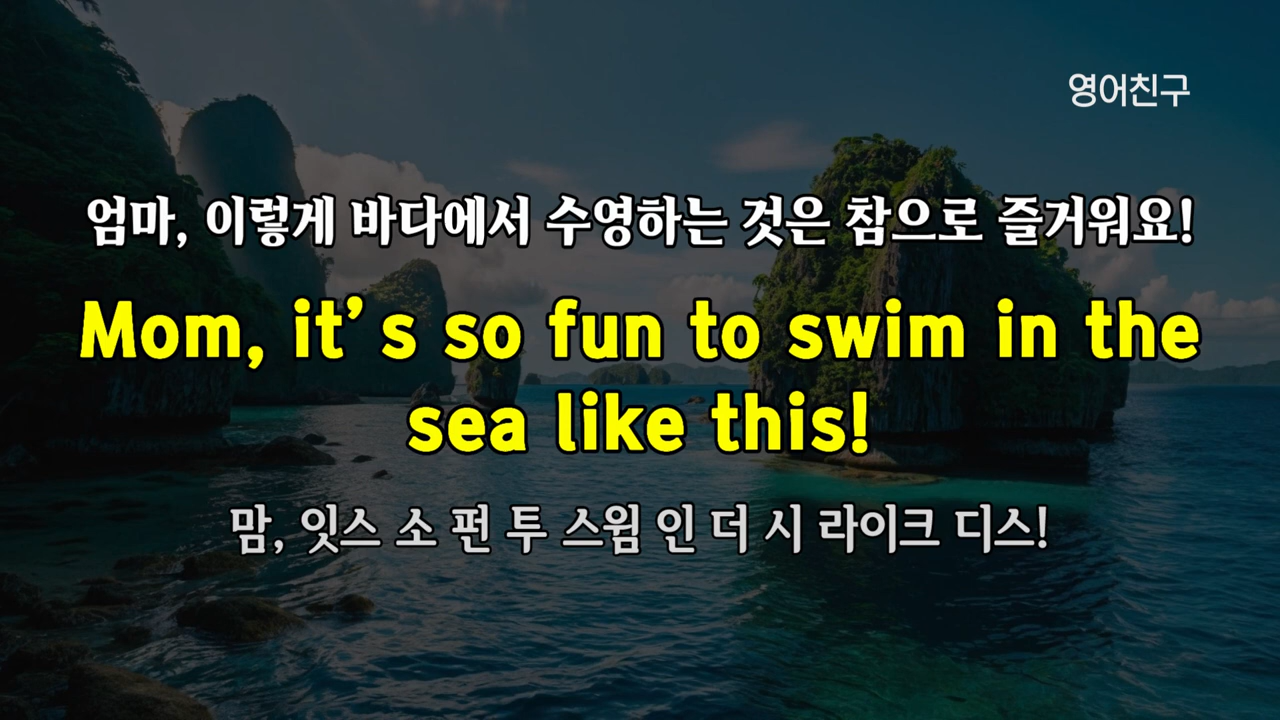 영어친구
엄마, 이렇게 바다에서 수영하는 것은 참으로 즐거워요!
Mom, it’s so fun to swim in the
sea like this!
맘, 잇스 소 펀 투 스윔 인 더 시 라이크 디스!